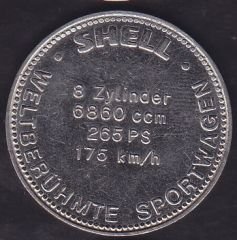 · SHELL ·
8 Zylinder
6860 ccm
265 PS
175 km/h
WELTBERÜHMTE SPORTWAGEN